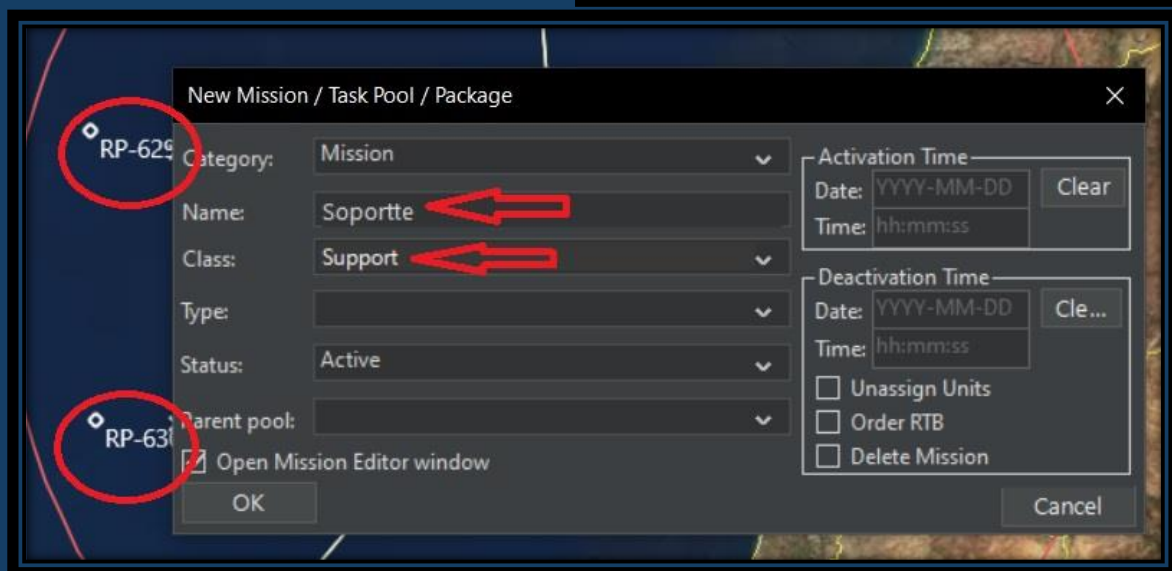 New Mission / Task Pool / Package
RP-629
Category:
Mission
Name:
Soportte
Class:
Support
Type:
Status:
Active
RP-63
Parent pool:
Open Mission Editor window
OK
Activation Time
Date: YYYY-MM-DD Clear
Time: hh:mm:ss
Deactivation Time
Date: YYYY-MM-DD Cle...
Time: hh:mm:ss
Unassign Units
Order RTB
Delete Mission
Cancel